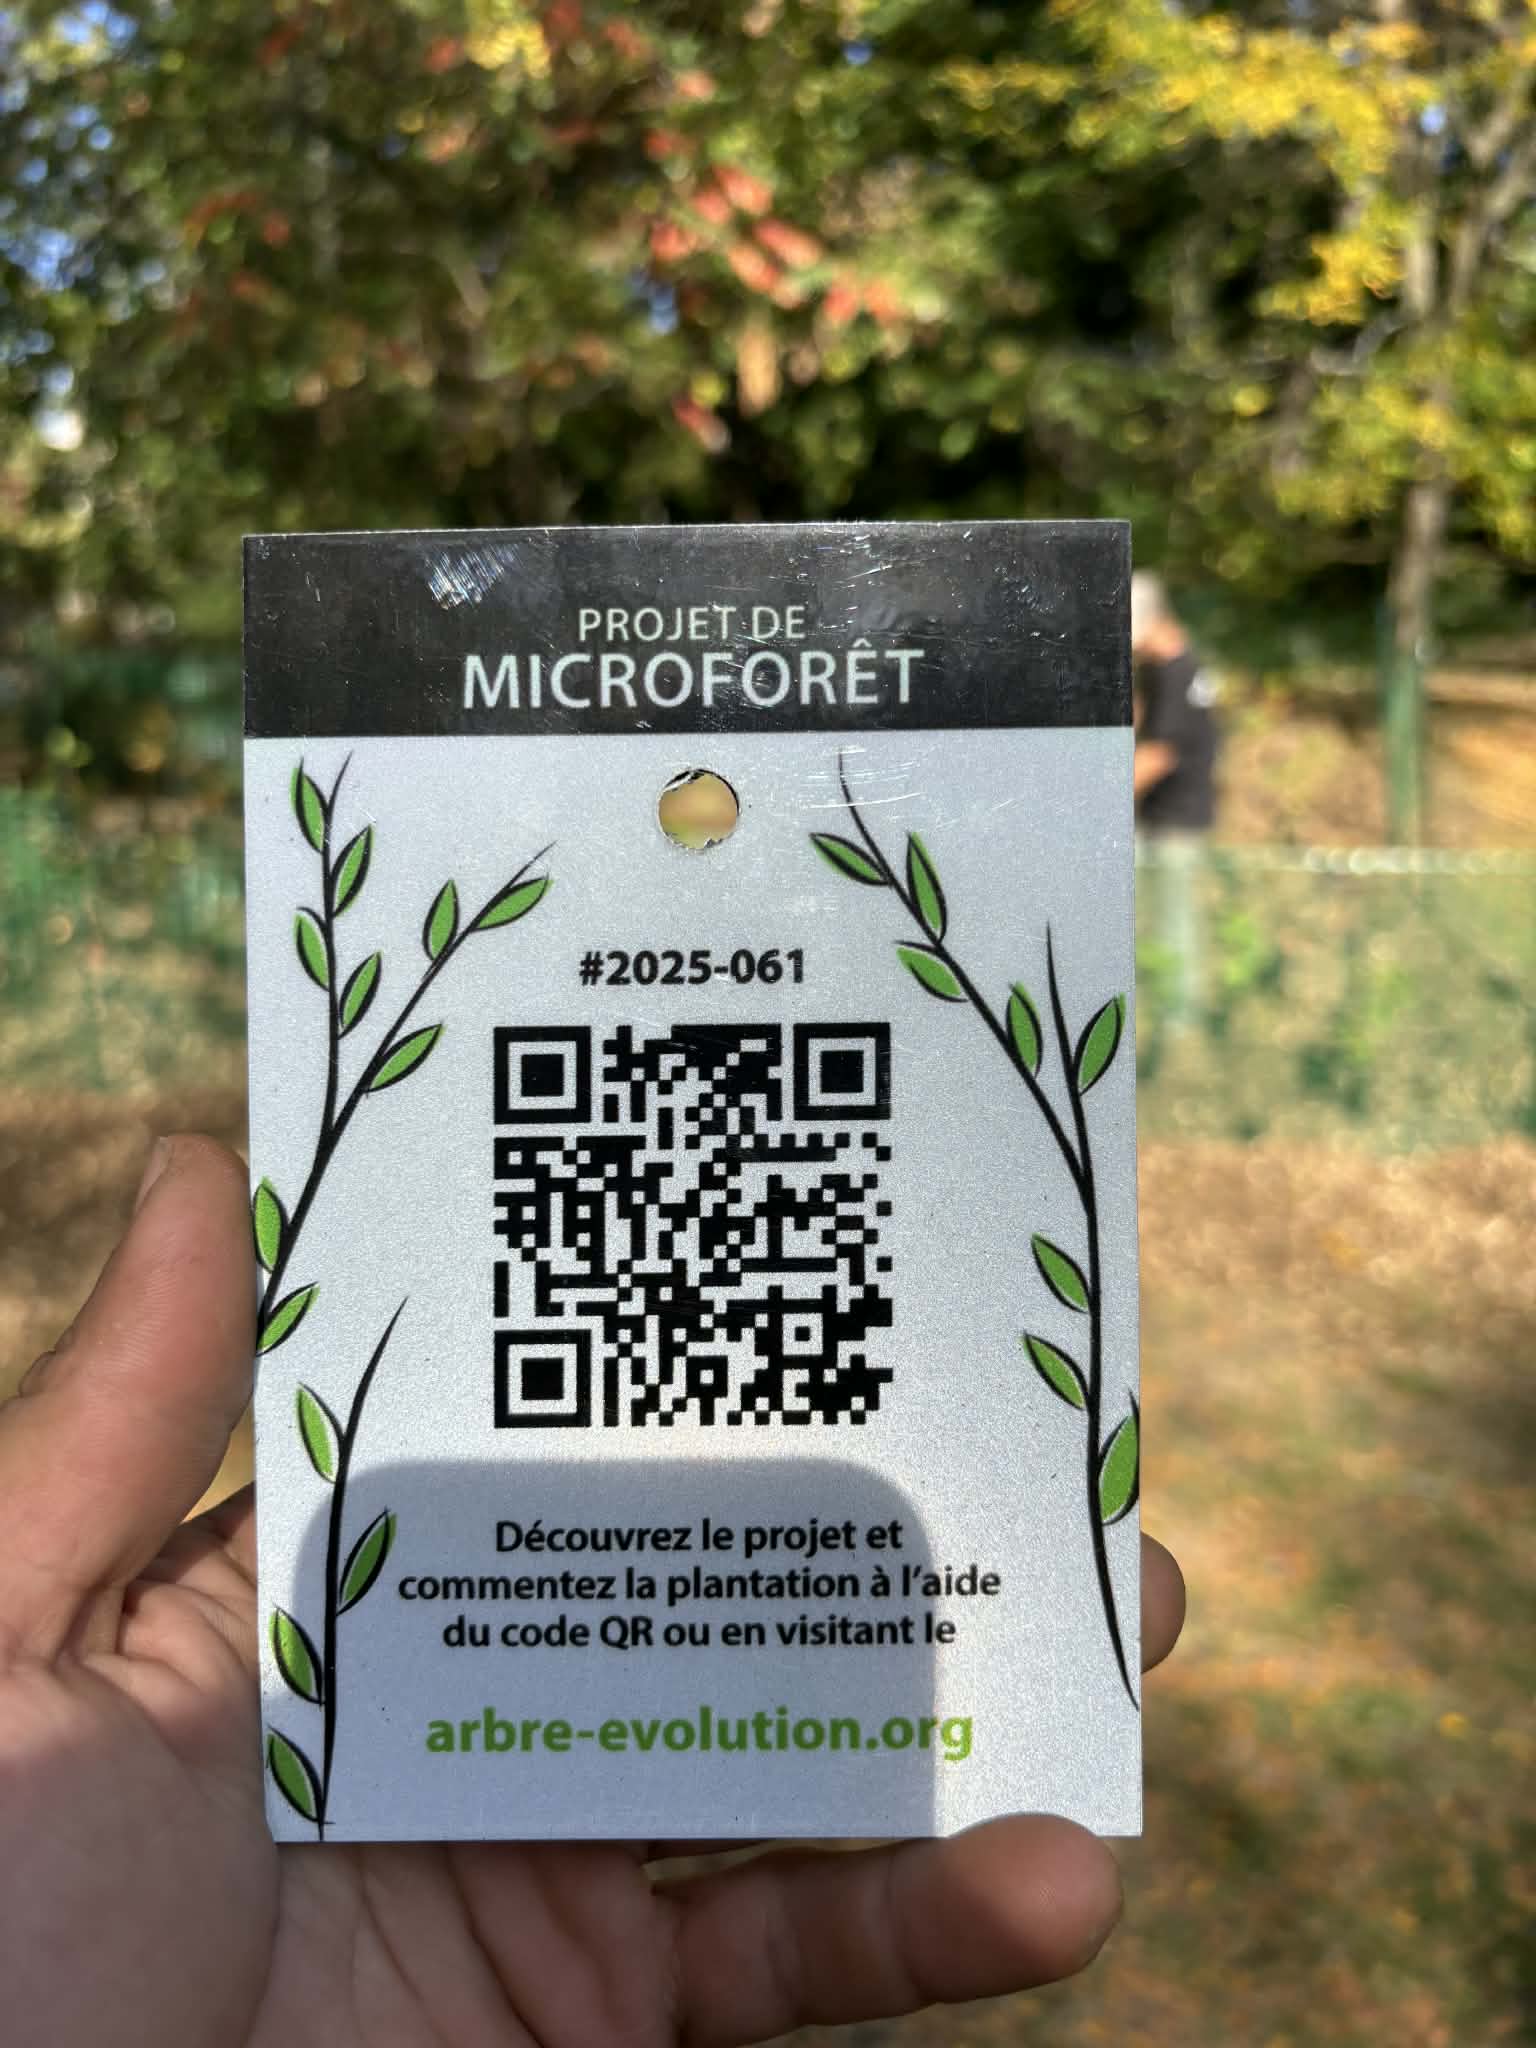 PROJET DE
MICROFORÊT
#2025-061
Découvrez le projet et
commentez la plantation à l’aide
du code QR ou en visitant le
arbre-evolution.org